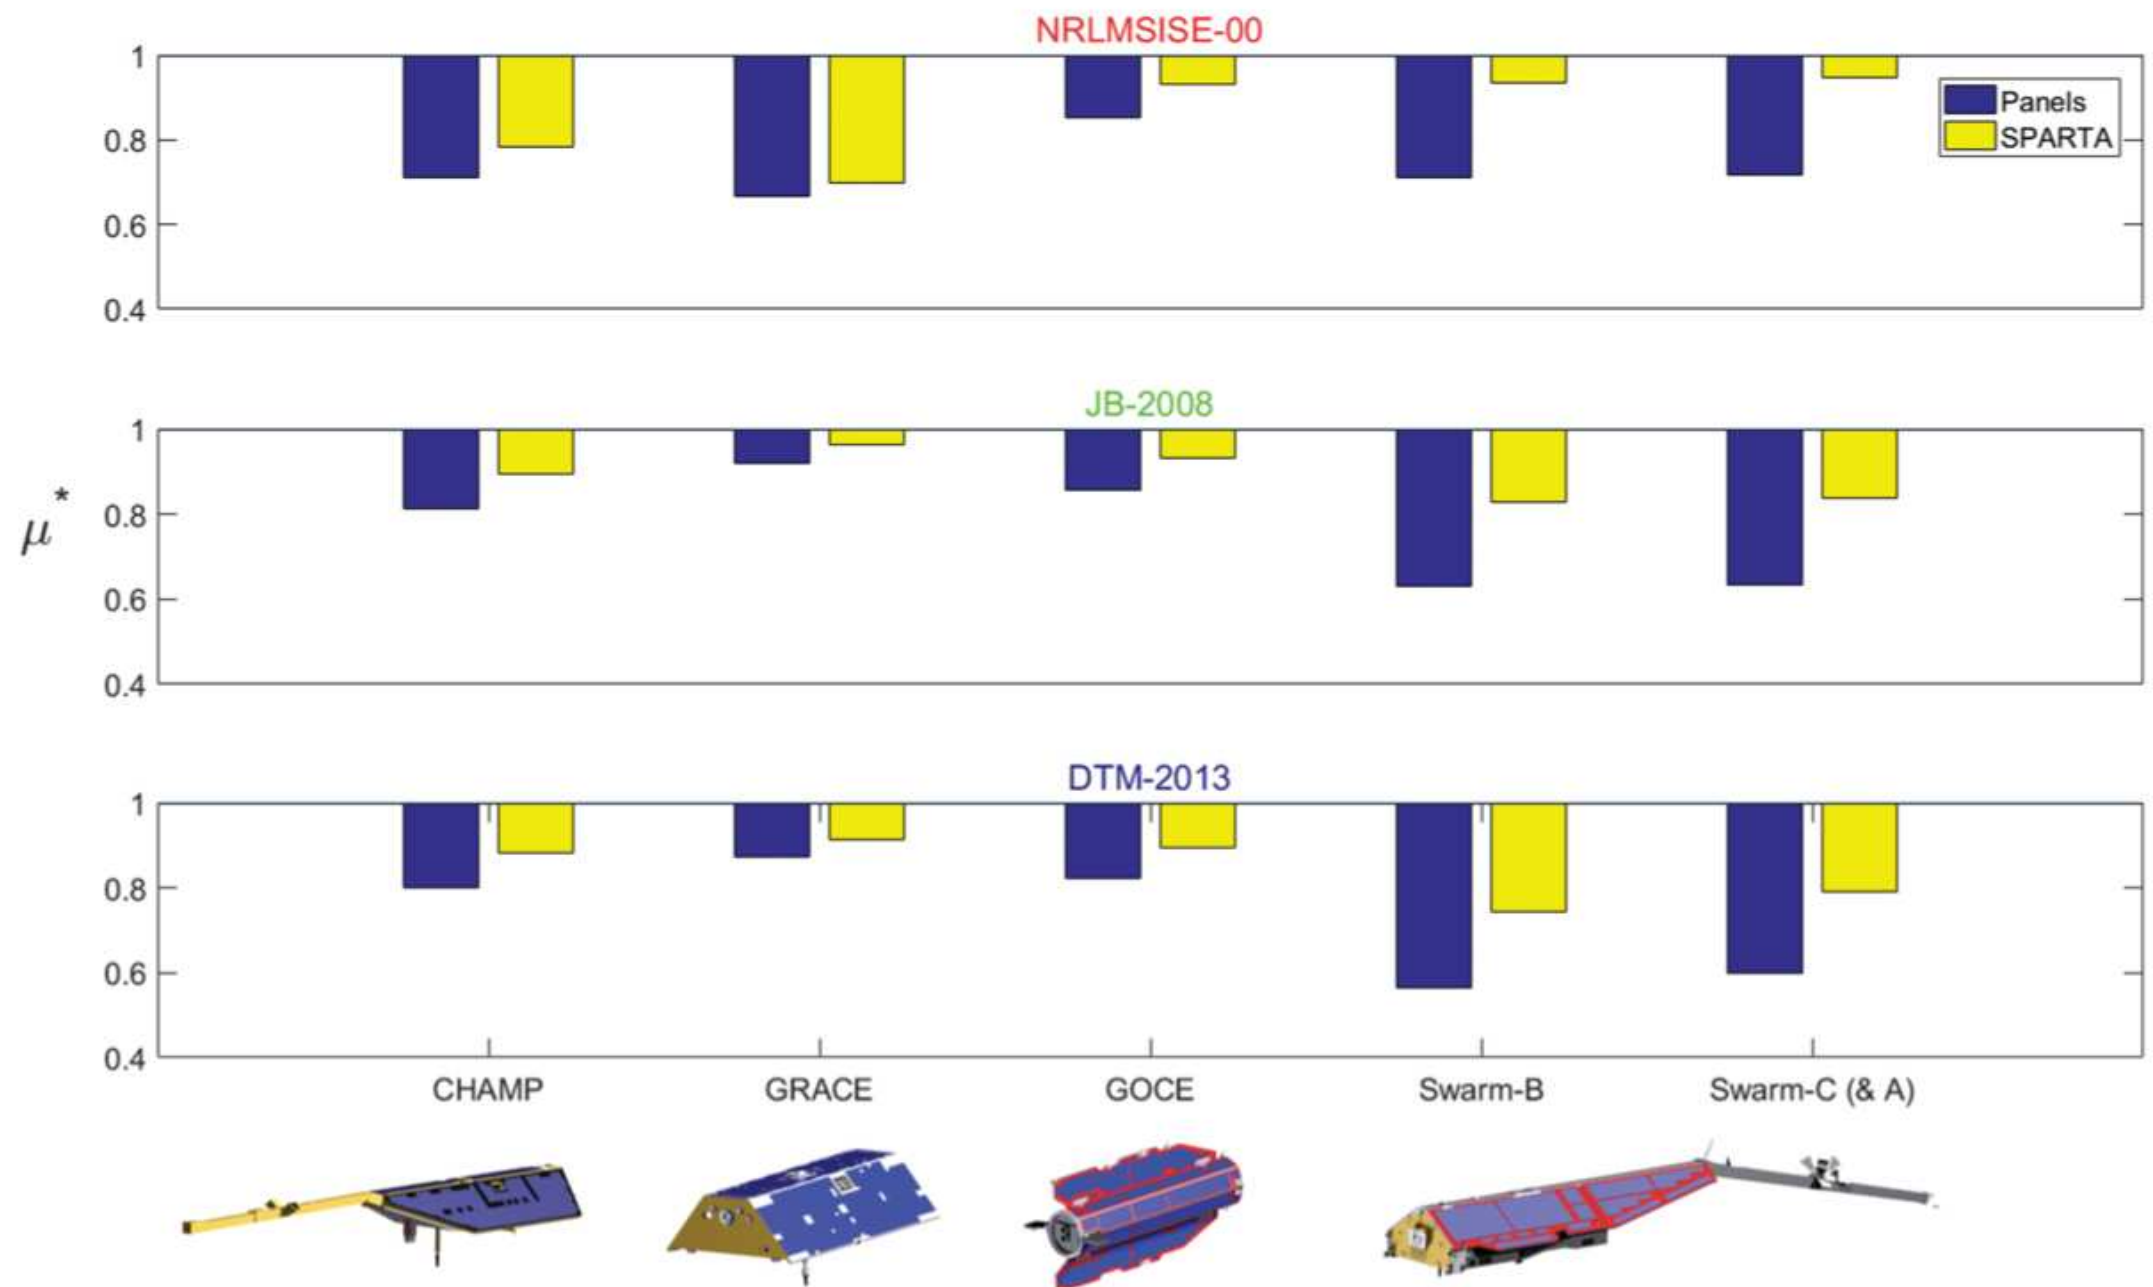 NRLMSISE-00
1
0.8
0.6
0.4
Panels
SPARTA
JB-2008
1
0.8
0.6
0.4
μ*
DTM-2013
1
0.8
0.6
0.4
CHAMP GRACE GOCE Swarm-B Swarm-C (& A)